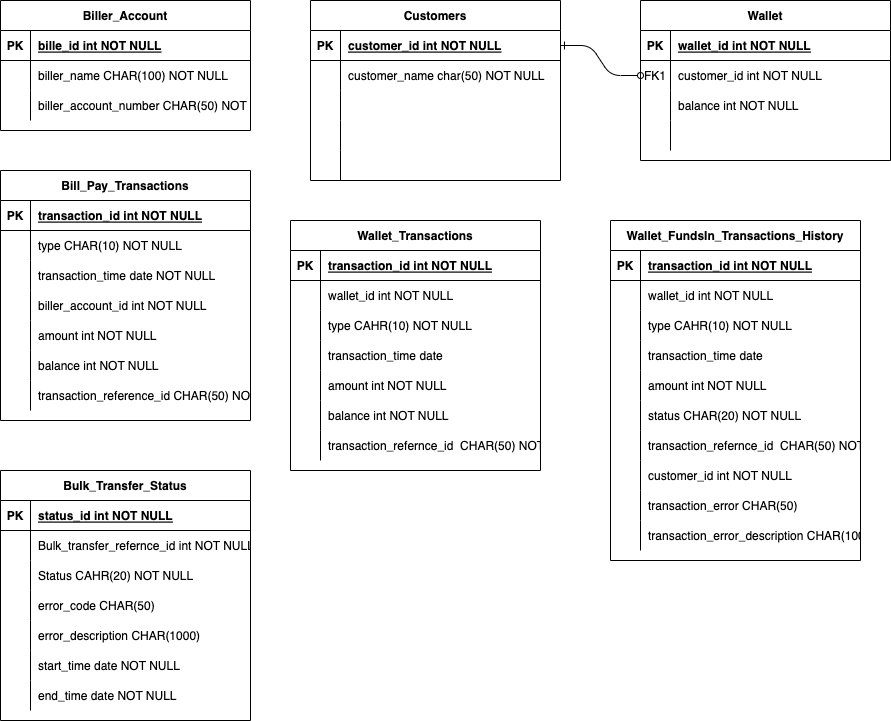 Biller_Account
PK bille_id int NOT NULL
biller_name CHAR(100) NOT NULL
biller_account_number CHAR(50) NOT
Customers
PK customer_id int NOT NULL
customer_name char(50) NOT NULL
Wallet
PK wallet_id int NOT NULL
FK1 customer_id int NOT NULL
balance int NOT NULL
Bill_Pay_Transactions
PK transaction_id int NOT NULL
type CHAR(10) NOT NULL
transaction_time date NOT NULL
biller_account_id int NOT NULL
amount int NOT NULL
balance int NOT NULL
transaction_reference_id CHAR(50) NO
Wallet_Transactions
PK transaction_id int NOT NULL
wallet_id int NOT NULL
type CAHR(10) NOT NULL
transaction_time date
amount int NOT NULL
balance int NOT NULL
transaction_refernce_id CHAR(50) NOT
Wallet_FundsIn_Transactions_History
PK transaction_id int NOT NULL
wallet_id int NOT NULL
type CAHR(10) NOT NULL
transaction_time date
amount int NOT NULL
status CHAR(20) NOT NULL
transaction_refernce_id CHAR(50) NOT
customer_id int NOT NULL
transaction_error CHAR(50)
transaction_error_description CHAR(100
Bulk_Transfer_Status
PK status_id int NOT NULL
Bulk_transfer_refernce_id int NOT NULL
Status CAHR(20) NOT NULL
error_code CHAR(50)
error_description CHAR(1000)
start_time date NOT NULL
end_time date NOT NULL